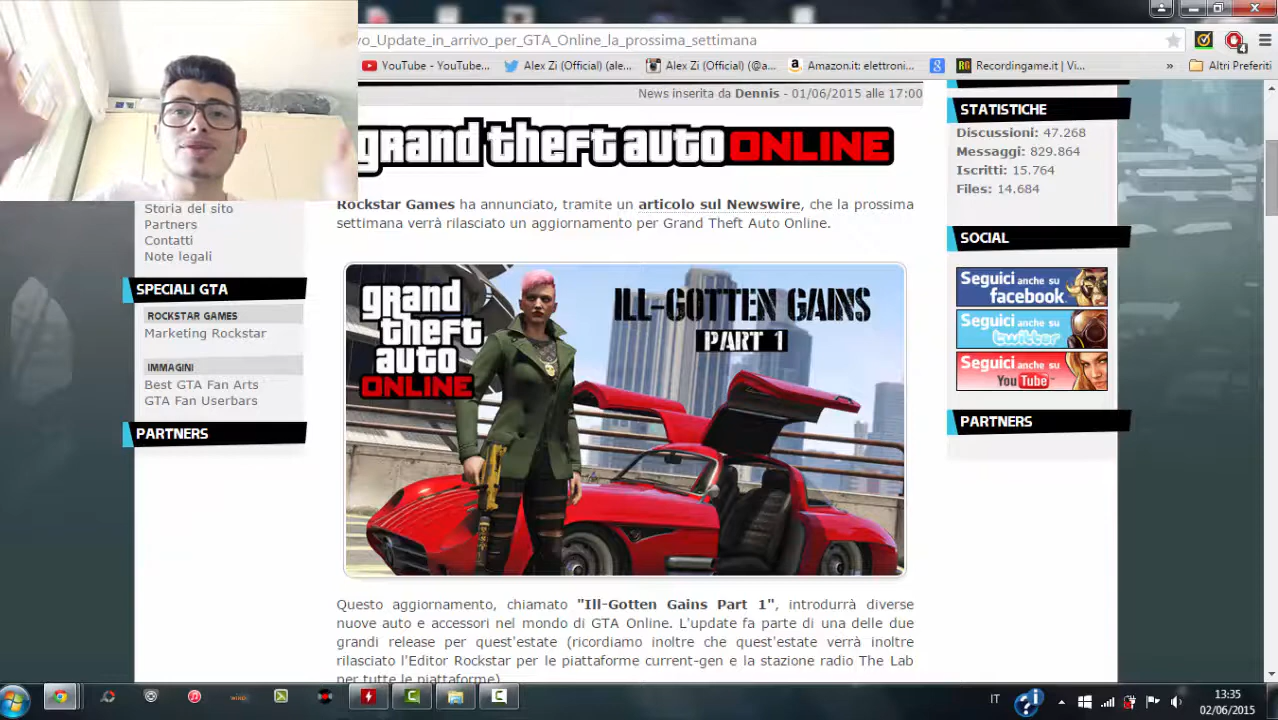 vo_Update_in_arrivo_per_GTA_Online_la_prossima_settimana
YouTube - YouTube...
Alex Zi (Official) (ale...
Alex Zi (Official) (@a...
Amazon.it: elettroni...
Recordingame.it | Vi...
»
Altri Preferiti
4
News inserita da Dennis - 01/06/2015 alle 17:00
grand theft auto ONLINE
Rockstar Games ha annunciato, tramite un articolo sul Newswire, che la prossima
settimana verrà rilasciato un aggiornamento per Grand Theft Auto Online.
Storia del sito
Partners
Contatti
Note legali
SPECIALI GTA
ROCKSTAR GAMES
Marketing Rockstar
IMMAGINI
Best GTA Fan Arts
GTA Fan Userbars
PARTNERS
grand
theft
auto
ONLINE
ILL-GOTTEN GAINS
PART 1
Questo aggiornamento, chiamato "Ill-Gotten Gains Part 1", introdurrà diverse
nuove auto e accessori nel mondo di GTA Online. L'update fa parte di una delle due
grandi release per quest'estate (ricordiamo inoltre che quest'estate verrà inoltre
rilasciato l'Editor Rockstar per le piattaforme current-gen e la stazione radio The Lab
per tutte le piattaforme).
STATISTICHE
Discussioni: 47.268
Messaggi: 829.864
Iscritti: 15.764
Files: 14.684
SOCIAL
Seguici anche su
facebook
Seguici anche su
twitter
Seguici anche su
YouTube
PARTNERS
IT
13:35
02/06/2015